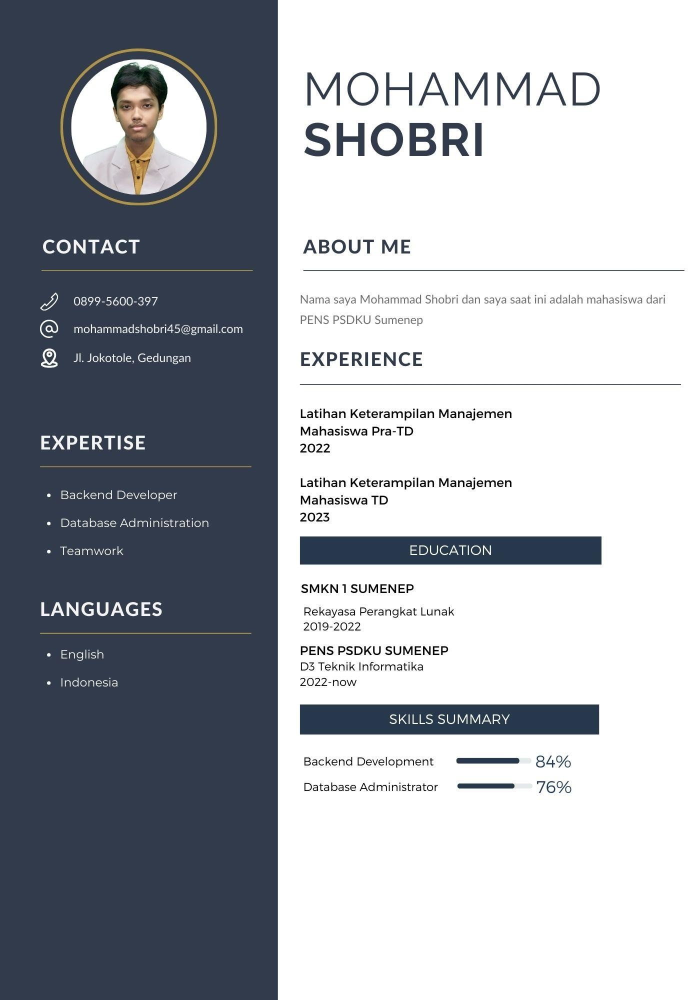 MOHAMMAD
SHOBRI
CONTACT
0899-5600-397
mohammadshobri45@gmail.com
Jl. Jokotole, Gedungan
EXPERTISE
• Backend Developer
• Database Administration
• Teamwork
LANGUAGES
• English
• Indonesia
ABOUT ME
Nama saya Mohammad Shobri dan saya saat ini adalah mahasiswa dari
PENS PSDKU Sumenep
EXPERIENCE
Latihan Keterampilan Manajemen
Mahasiswa Pra-TD
2022
Latihan Keterampilan Manajemen
Mahasiswa TD
2023
EDUCATION
SMKN 1 SUMENEP
Rekayasa Perangkat Lunak
2019-2022
PENS PSDKU SUMENEP
D3 Teknik Informatika
2022-now
SKILLS SUMMARY
Backend Development 84%
Database Administrator 76%